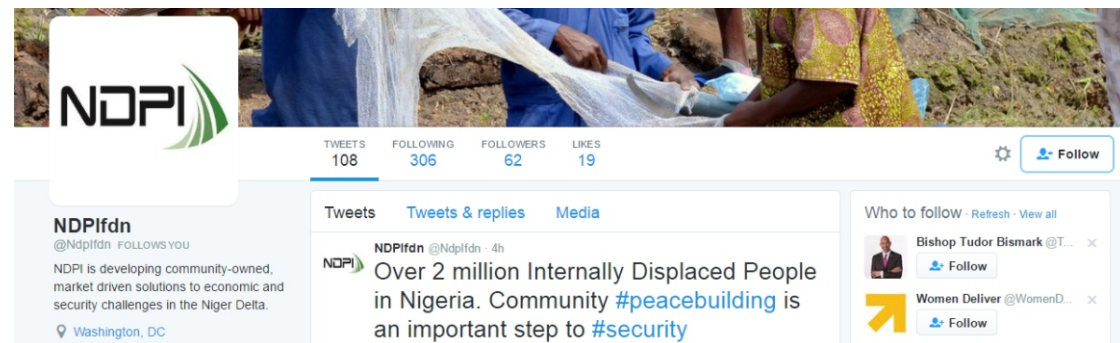 NDPI
TWEETS
108
FOLLOWING
306
FOLLOWERS
62
LIKES
19
Follow
NDPIfdn
@NdpIfdn FOLLOWS YOU
NDPI is developing community-owned,
market driven solutions to economic and
security challenges in the Niger Delta.
Washington, DC
Tweets Tweets & replies Media
NDPI
NDPIfdn @NdpIfdn · 4h
Over 2 million Internally Displaced People
in Nigeria. Community #peacebuilding is
an important step to #security
Who to follow · Refresh · View all
Bishop Tudor Bismark @T...
Follow
Women Deliver @WomenD...
Follow